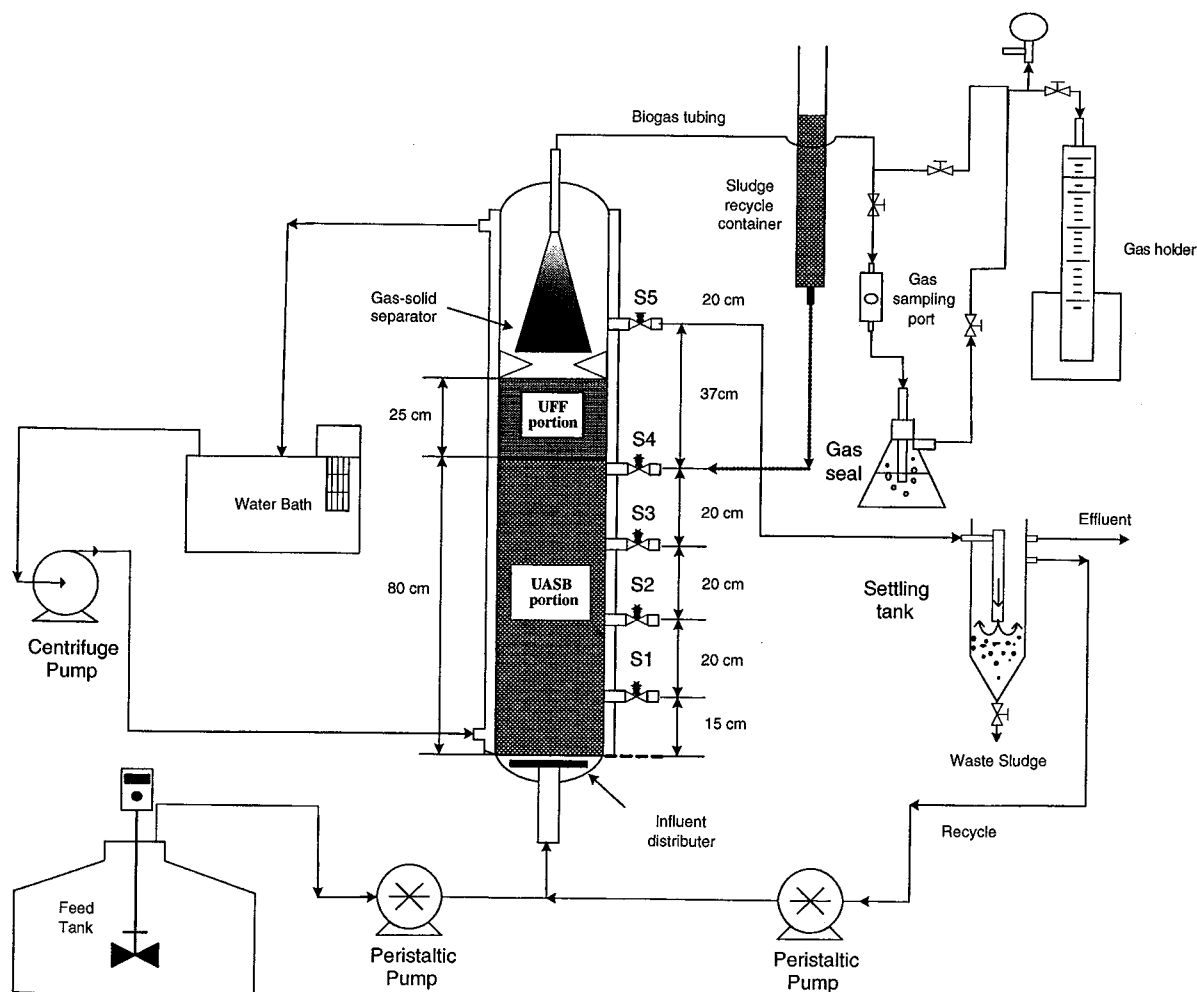 Biogas tubing
Sludge
recycle
container
Gas holder
Gas
sampling
port
Gas-solid
separator
S5
20 cm
37cm
UFF
portion
25 cm
S4
Gas
seal
Water Bath
S3
20 cm
Effluent
UASB
portion
80 cm
S2
20 cm
Settling
tank
Centrifuge
Pump
S1
20 cm
15 cm
Waste Sludge
Influent
distributer
Recycle
Feed
Tank
Peristaltic
Pump
Peristaltic
Pump